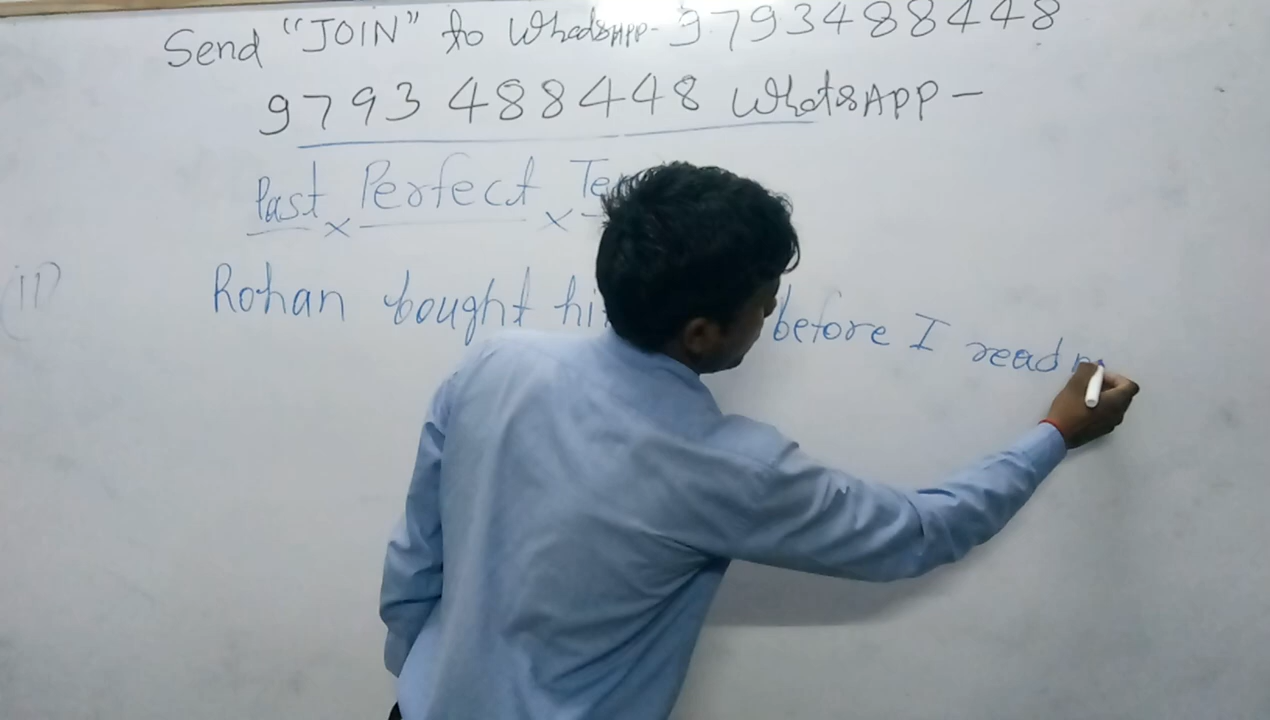 Send "JOIN" to WhatsAPP- 9793488448
9793 488448 WhatsAPP -
Past Perfect
(11) Rohan bought before I read